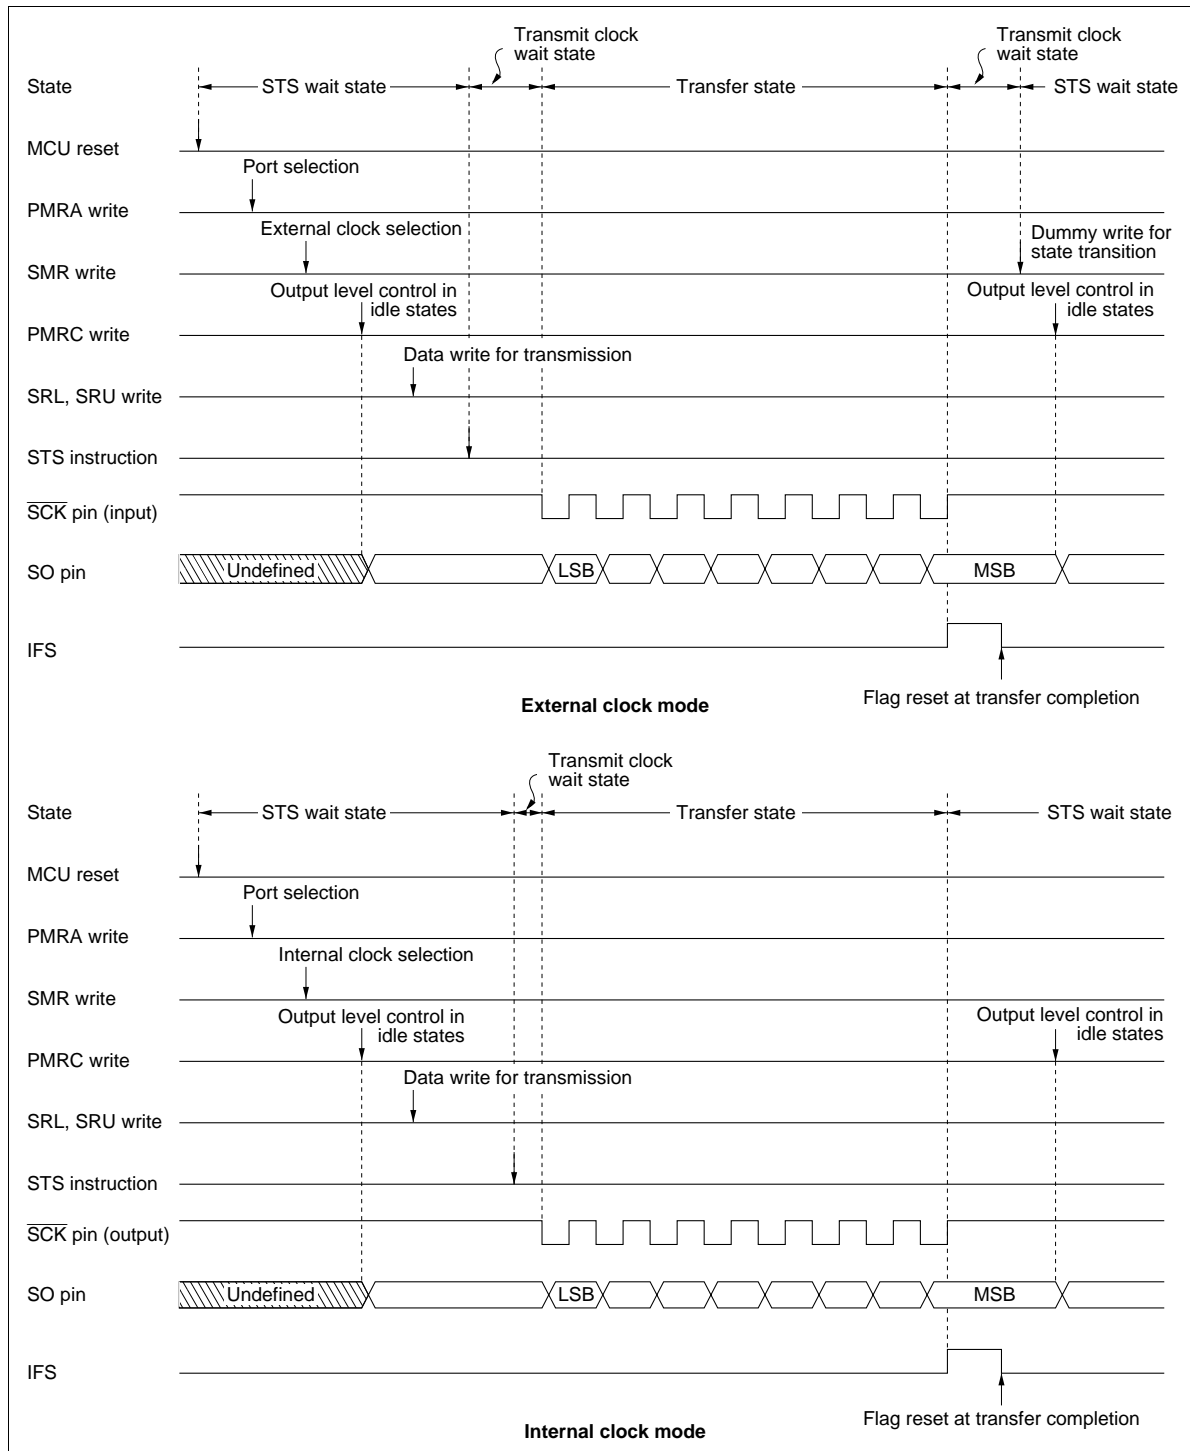 Transmit clock
wait state
Transmit clock
wait state
State
STS wait state
Transfer state
STS wait state
MCU reset
Port selection
PMRA write
External clock selection
Dummy write for
state transition
SMR write
Output level control in
idle states
Output level control in
idle states
PMRC write
Data write for transmission
SRL, SRU write
STS instruction
SCK pin (input)
SO pin
Undefined
LSB
MSB
IFS
Flag reset at transfer completion
External clock mode
Transmit clock
wait state
State
STS wait state
Transfer state
STS wait state
MCU reset
Port selection
PMRA write
Internal clock selection
SMR write
Output level control in
idle states
Output level control in
idle states
PMRC write
Data write for transmission
SRL, SRU write
STS instruction
SCK pin (output)
SO pin
Undefined
LSB
MSB
IFS
Flag reset at transfer completion
Internal clock mode